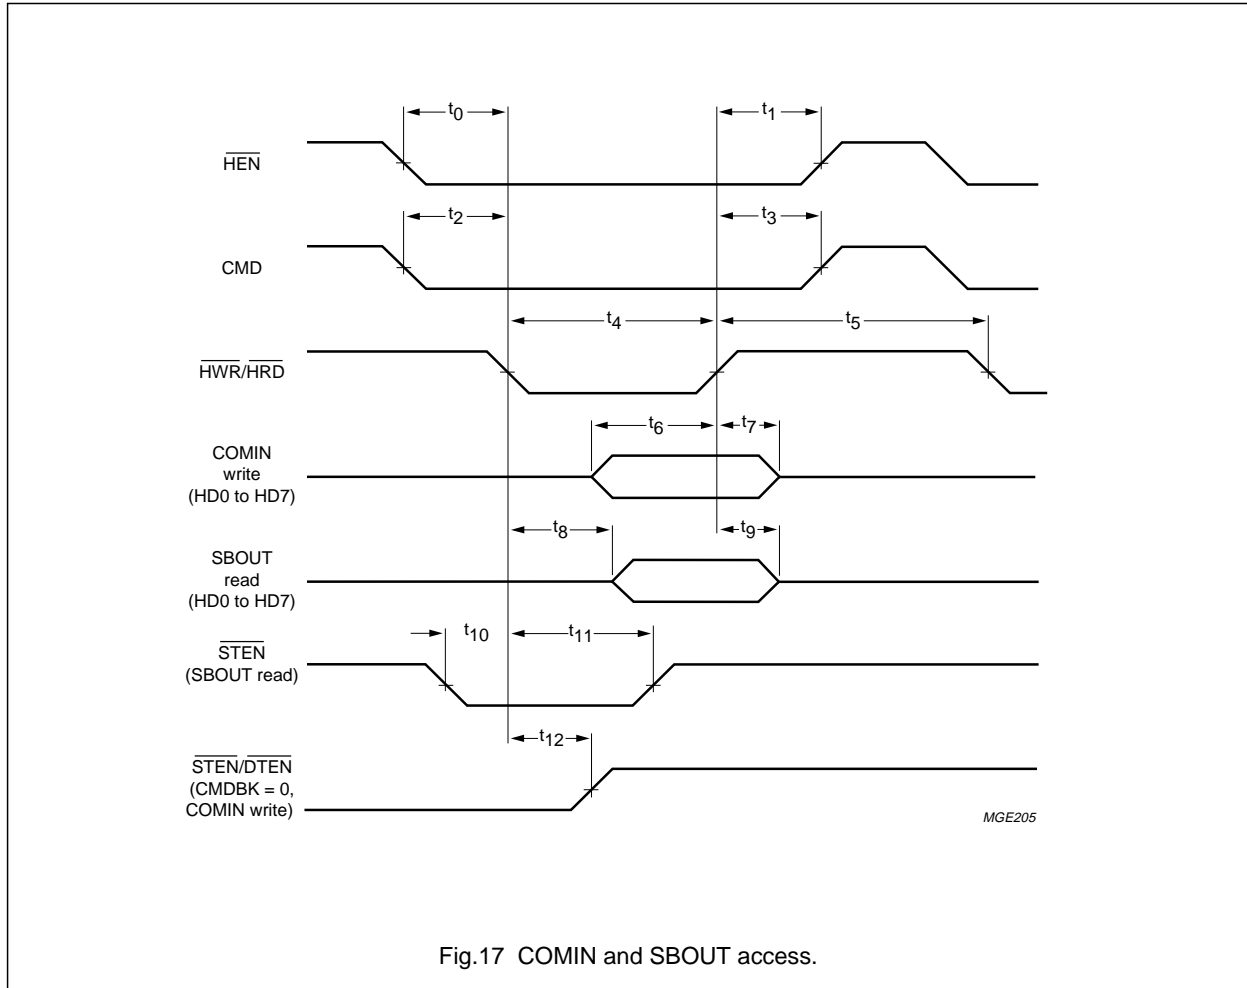 t0
t1
HEN
t2
t3
CMD
t4
t5
HWR/HRD
t6
t7
COMIN
write
(HD0 to HD7)
t8
t9
SBOUT
read
(HD0 to HD7)
t10
t11
STEN
(SBOUT read)
t12
STEN/DTEN
(CMDBK = 0,
COMIN write)
MGE205
Fig.17 COMIN and SBOUT access.